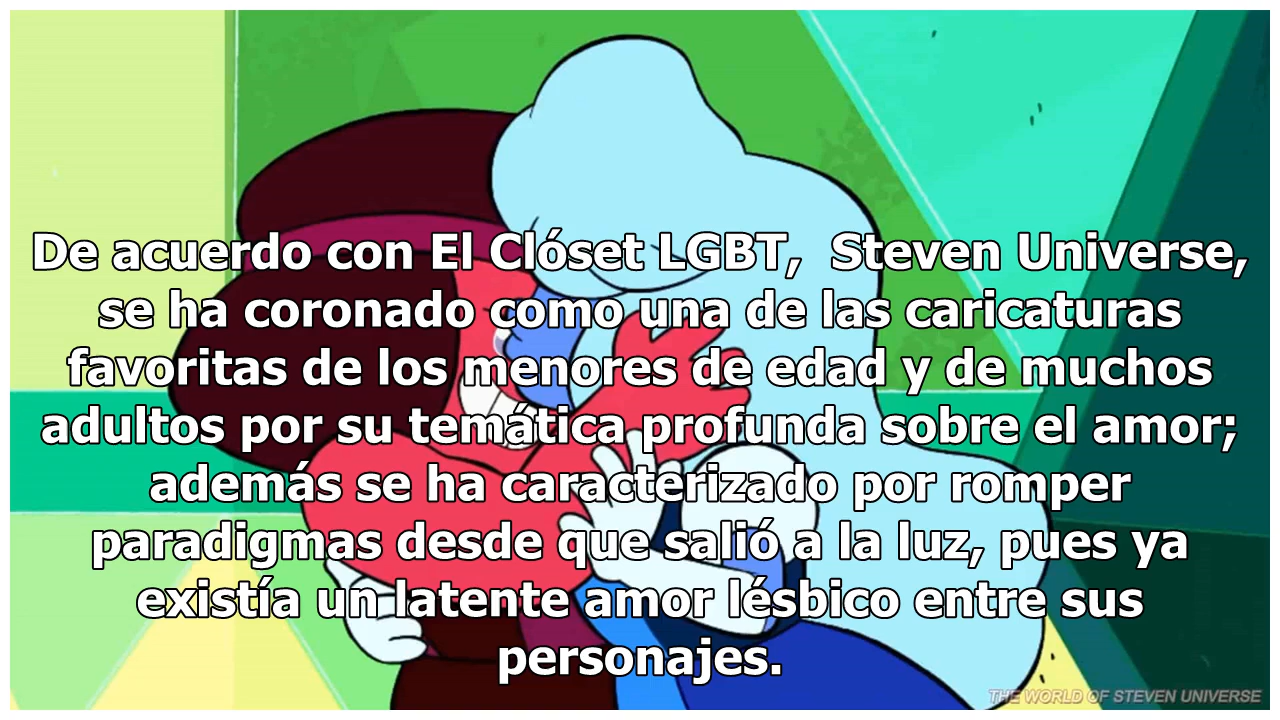 De acuerdo con El Clóset LGBT,  Steven Universe,
se ha coronado como una de las caricaturas
favoritas de los menores de edad y de muchos
adultos por su temática profunda sobre el amor;
además se ha caracterizado por romper
paradigmas desde que salió a la luz, pues ya
existía un latente amor lésbico entre sus
personajes.
THE WORLD OF STEVEN UNIVERSE